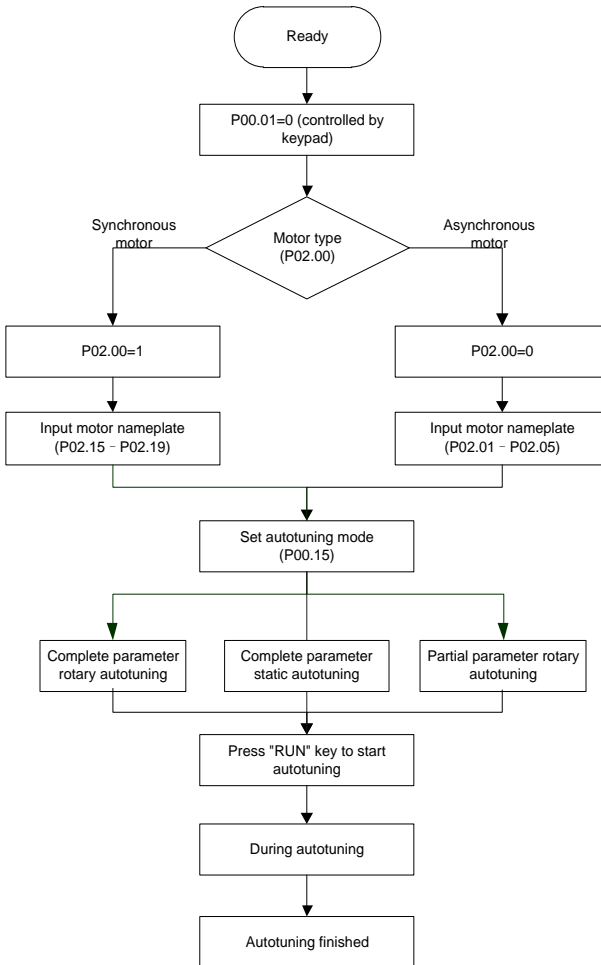 Ready
P00.01=0 (controlled by
keypad)
Synchronous
motor
Motor type
(P02.00)
Asynchronous
motor
P02.00=1
P02.00=0
Input motor nameplate
(P02.15﹣P02.19)
Input motor nameplate
(P02.01﹣P02.05)
Set autotuning mode
(P00.15)
Complete parameter
rotary autotuning
Complete parameter
static autotuning
Partial parameter rotary
autotuning
Press "RUN" key to start
autotuning
During autotuning
Autotuning finished